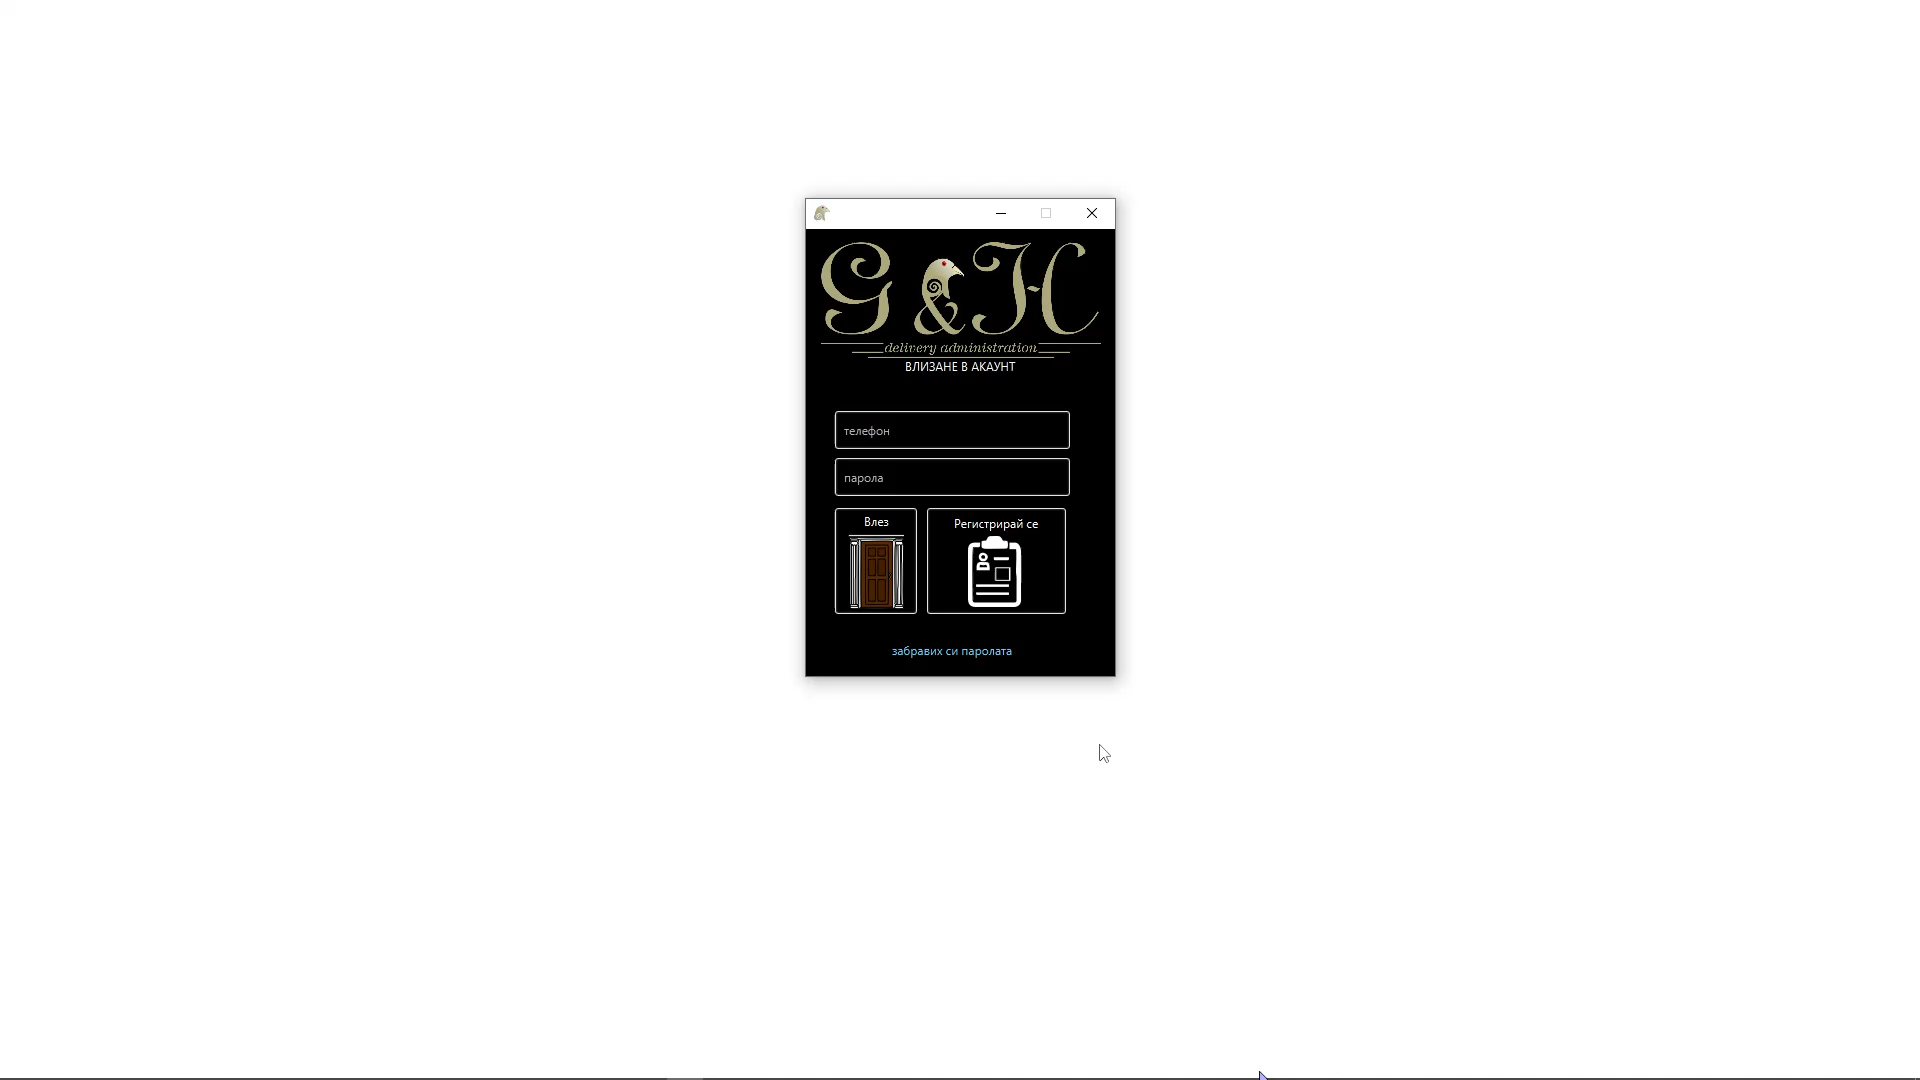 G & H
delivery administration
ВЛИЗАНЕ В АКАУНТ
телефон
парола
Влез
Регистрирай се
забравих си паролата